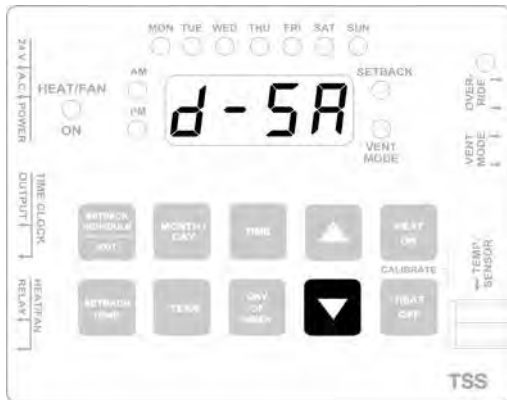 MON TUE WED THU FRI SAT SUN
24 V (A.C.) POWER
HEAT/FAN
ON
AM
PM
d-SA
SETBACK
VENT
MODE
OVER-
RIDE
VENT
MODE
TIME CLOCK
OUTPUT
SETBACK
SCHEDULE
MONTH /
DAY
TIME
HEAT
ON
CALIBRATE
TEMP.
SENSOR
HEAT/FAN
RELAY
SETBACK
TEMP
YEAR
DAY
OF
WEEK
HEAT
OFF
TSS